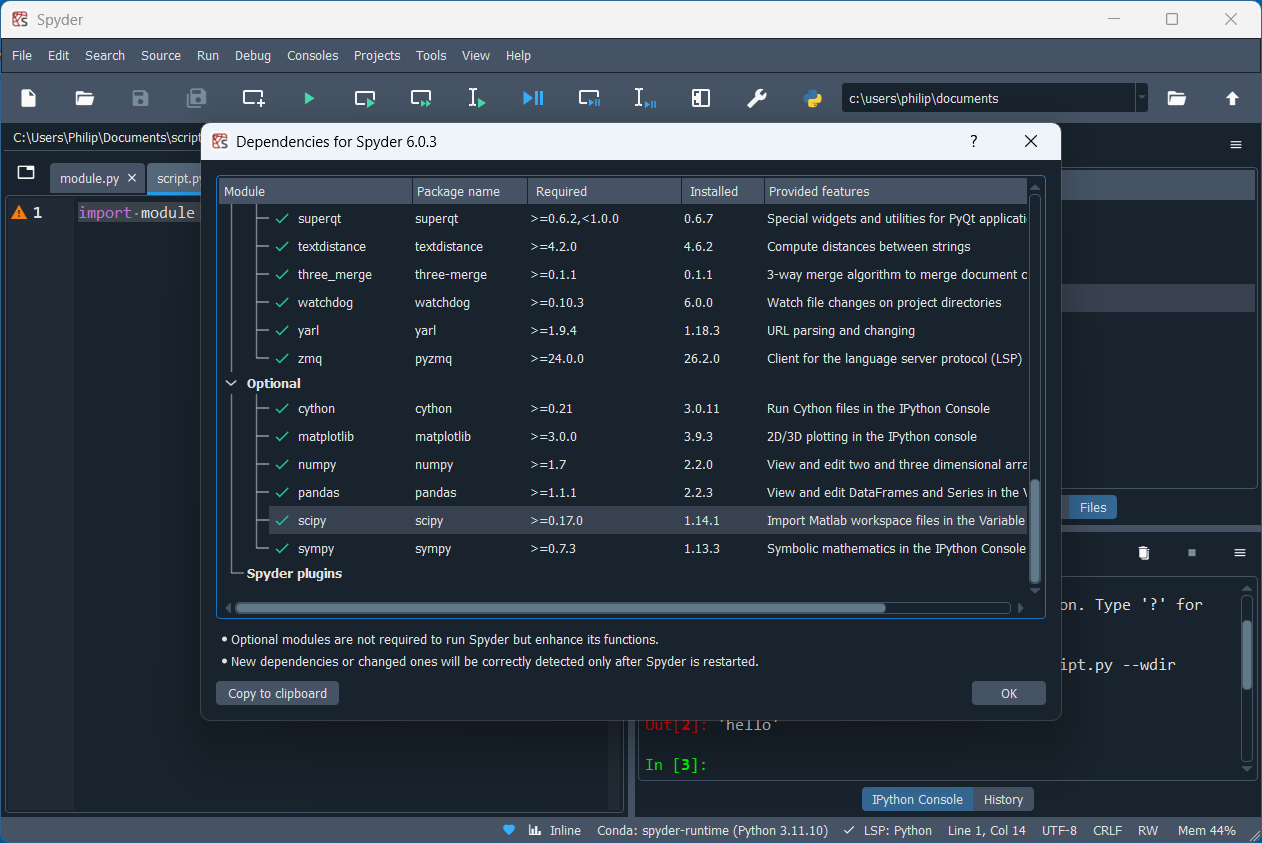 Spyder
File Edit Search Source Run Debug Consoles Projects Tools View Help
c:\users\philip\documents
C:\Users\Philip\Documents\script
module.py
script.py
1 import module
Dependencies for Spyder 6.0.3
?
Module Package name Required Installed Provided features
superqt superqt >=0.6.2,<1.0.0 0.6.7 Special widgets and utilities for PyQt applicati
textdistance textdistance >=4.2.0 4.6.2 Compute distances between strings
three_merge three-merge >=0.1.1 0.1.1 3-way merge algorithm to merge document c
watchdog watchdog >=0.10.3 6.0.0 Watch file changes on project directories
yarl yarl >=1.9.4 1.18.3 URL parsing and changing
zmq pyzmq >=24.0.0 26.2.0 Client for the language server protocol (LSP)
Optional
cython cython >=0.21 3.0.11 Run Cython files in the IPython Console
matplotlib matplotlib >=3.0.0 3.9.3 2D/3D plotting in the IPython console
numpy numpy >=1.7 2.2.0 View and edit two and three dimensional arra
pandas pandas >=1.1.1 2.2.3 View and edit DataFrames and Series in the V
scipy scipy >=0.17.0 1.14.1 Import Matlab workspace files in the Variable
sympy sympy >=0.7.3 1.13.3 Symbolic mathematics in the IPython Console
Spyder plugins
• Optional modules are not required to run Spyder but enhance its functions.
• New dependencies or changed ones will be correctly detected only after Spyder is restarted.
Copy to clipboard
OK
Files
on. Type '?' for
ipt.py --wdir
Out[2]: 'hello'
In [3]:
IPython Console History
Inline Conda: spyder-runtime (Python 3.11.10) LSP: Python Line 1, Col 14 UTF-8 CRLF RW Mem 44%